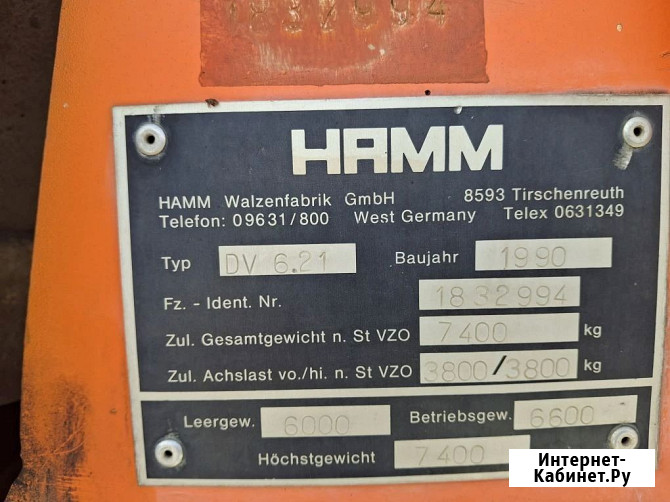 1832994
HAMM
HAMM Walzenfabrik GmbH 8593 Tirschenreuth
Telefon: 09631/800 West Germany Telex 0631349
Typ DV 6.21 Baujahr 1990
Fz. - Ident. Nr. 1832994
Zul. Gesamtgewicht n. St VZO 7400 kg
Zul. Achslast vo./hi. n. St VZO 3800/3800 kg
Leergew. 6000 Betriebsgew. 6600
Höchstgewicht 7400
Интернет-
Кабинет.Ру